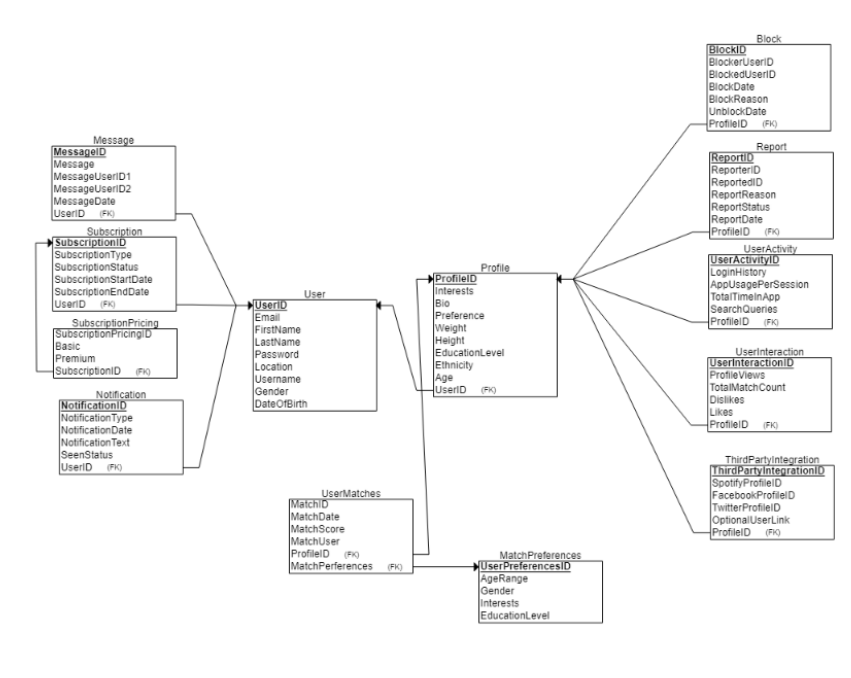 Block
BlockID
BlockerUserID
BlockedUserID
BlockDate
BlockReason
UnblockDate
ProfileID (FK)
Message
MessageID
Message
MessageUserID1
MessageUserID2
MessageDate
UserID (FK)
Report
ReportID
ReporterID
ReportedID
ReportReason
ReportStatus
ReportDate
ProfileID (FK)
Subscription
SubscriptionID
SubscriptionType
SubscriptionStatus
SubscriptionStartDate
SubscriptionEndDate
UserID (FK)
UserActivity
UserActivityID
LoginHistory
AppUsagePerSession
TotalTimeInApp
SearchQueries
ProfileID (FK)
Profile
ProfileID
Interests
Bio
Preference
Weight
Height
EducationLevel
Ethnicity
Age
UserID (FK)
User
UserID
Email
FirstName
LastName
Password
Location
Username
Gender
DateOfBirth
SubscriptionPricing
SubscriptionPricingID
Basic
Premium
SubscriptionID (FK)
UserInteraction
UserInteractionID
ProfileViews
TotalMatchCount
Dislikes
Likes
ProfileID (FK)
Notification
NotificationID
NotificationType
NotificationDate
NotificationText
SeenStatus
UserID (FK)
ThirdPartyIntegration
ThirdPartyIntegrationID
SpotifyProfileID
FacebookProfileID
TwitterProfileID
OptionalUserLink
ProfileID (FK)
UserMatches
MatchID
MatchDate
MatchScore
MatchUser
ProfileID (FK)
MatchPerferences (FK)
MatchPreferences
UserPreferencesID
AgeRange
Gender
Interests
EducationLevel